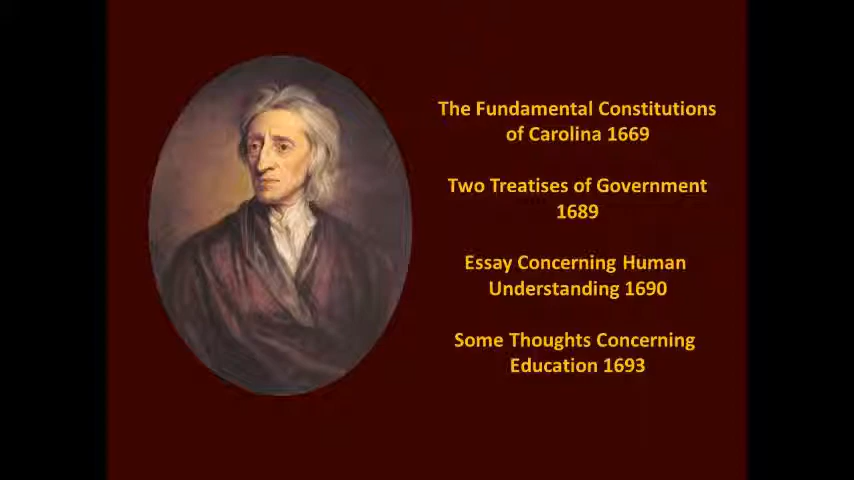 The Fundamental Constitutions
of Carolina 1669
Two Treatises of Government
1689
Essay Concerning Human
Understanding 1690
Some Thoughts Concerning
Education 1693